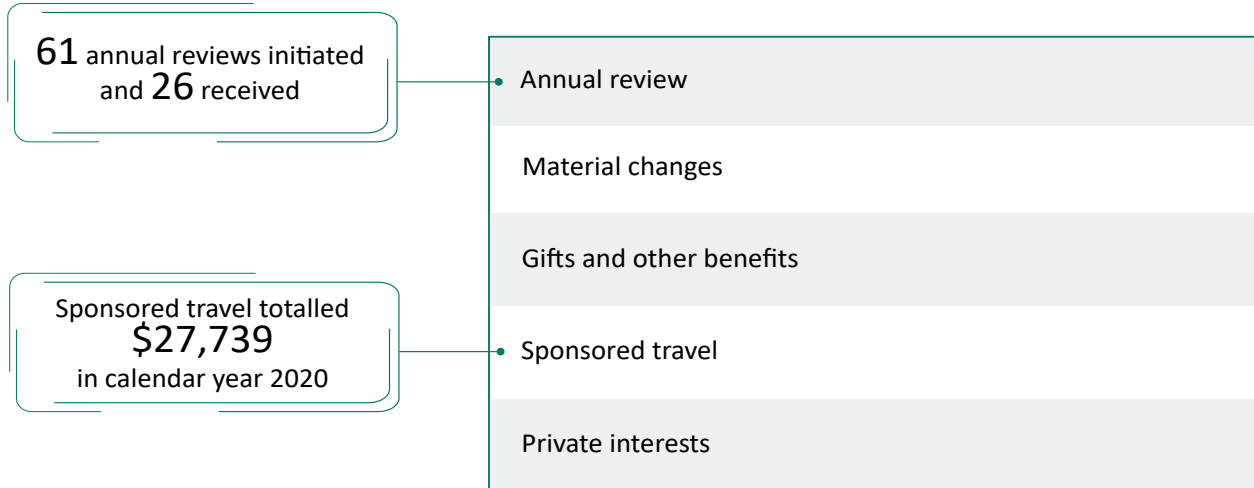 61 annual reviews initiated
and 26 received
Annual review
Material changes
Gifts and other benefits
Sponsored travel totalled
$27,739
in calendar year 2020
Sponsored travel
Private interests